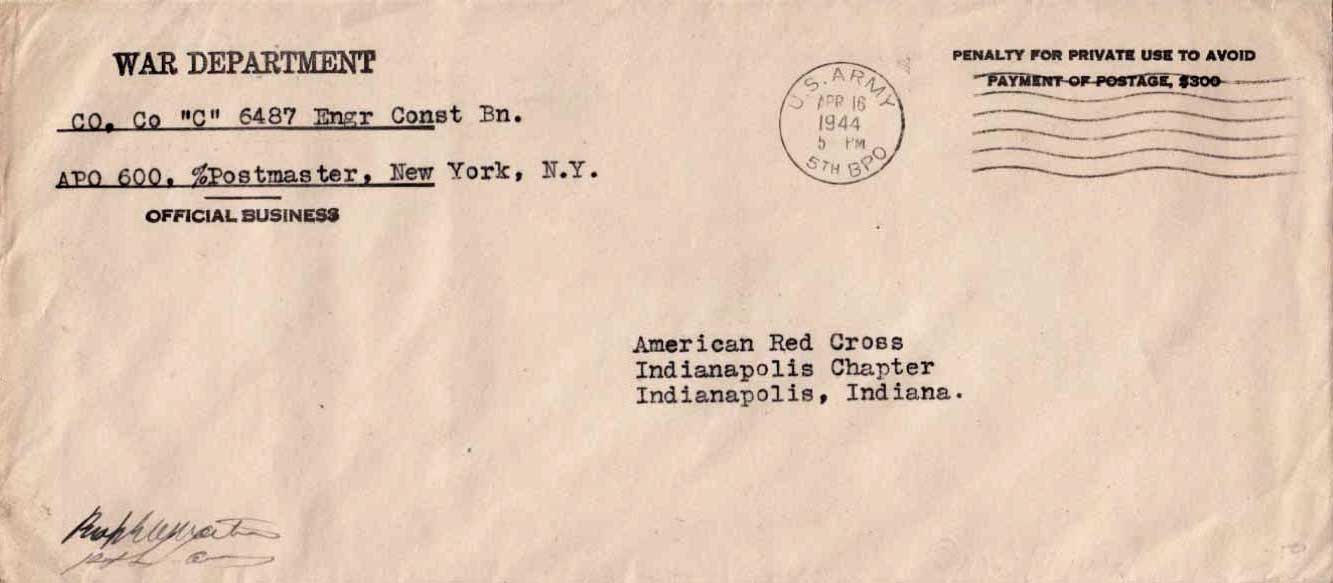 WAR DEPARTMENT
CO, Co "C" 6487 Engr Const Bn.
APO 600, %Postmaster, New York, N.Y.
OFFICIAL BUSINESS
U.S. ARMY
APR 16
1944
5 PM
5TH BPO
PENALTY FOR PRIVATE USE TO AVOID
PAYMENT OF POSTAGE, $300
American Red Cross
Indianapolis Chapter
Indianapolis, Indiana.